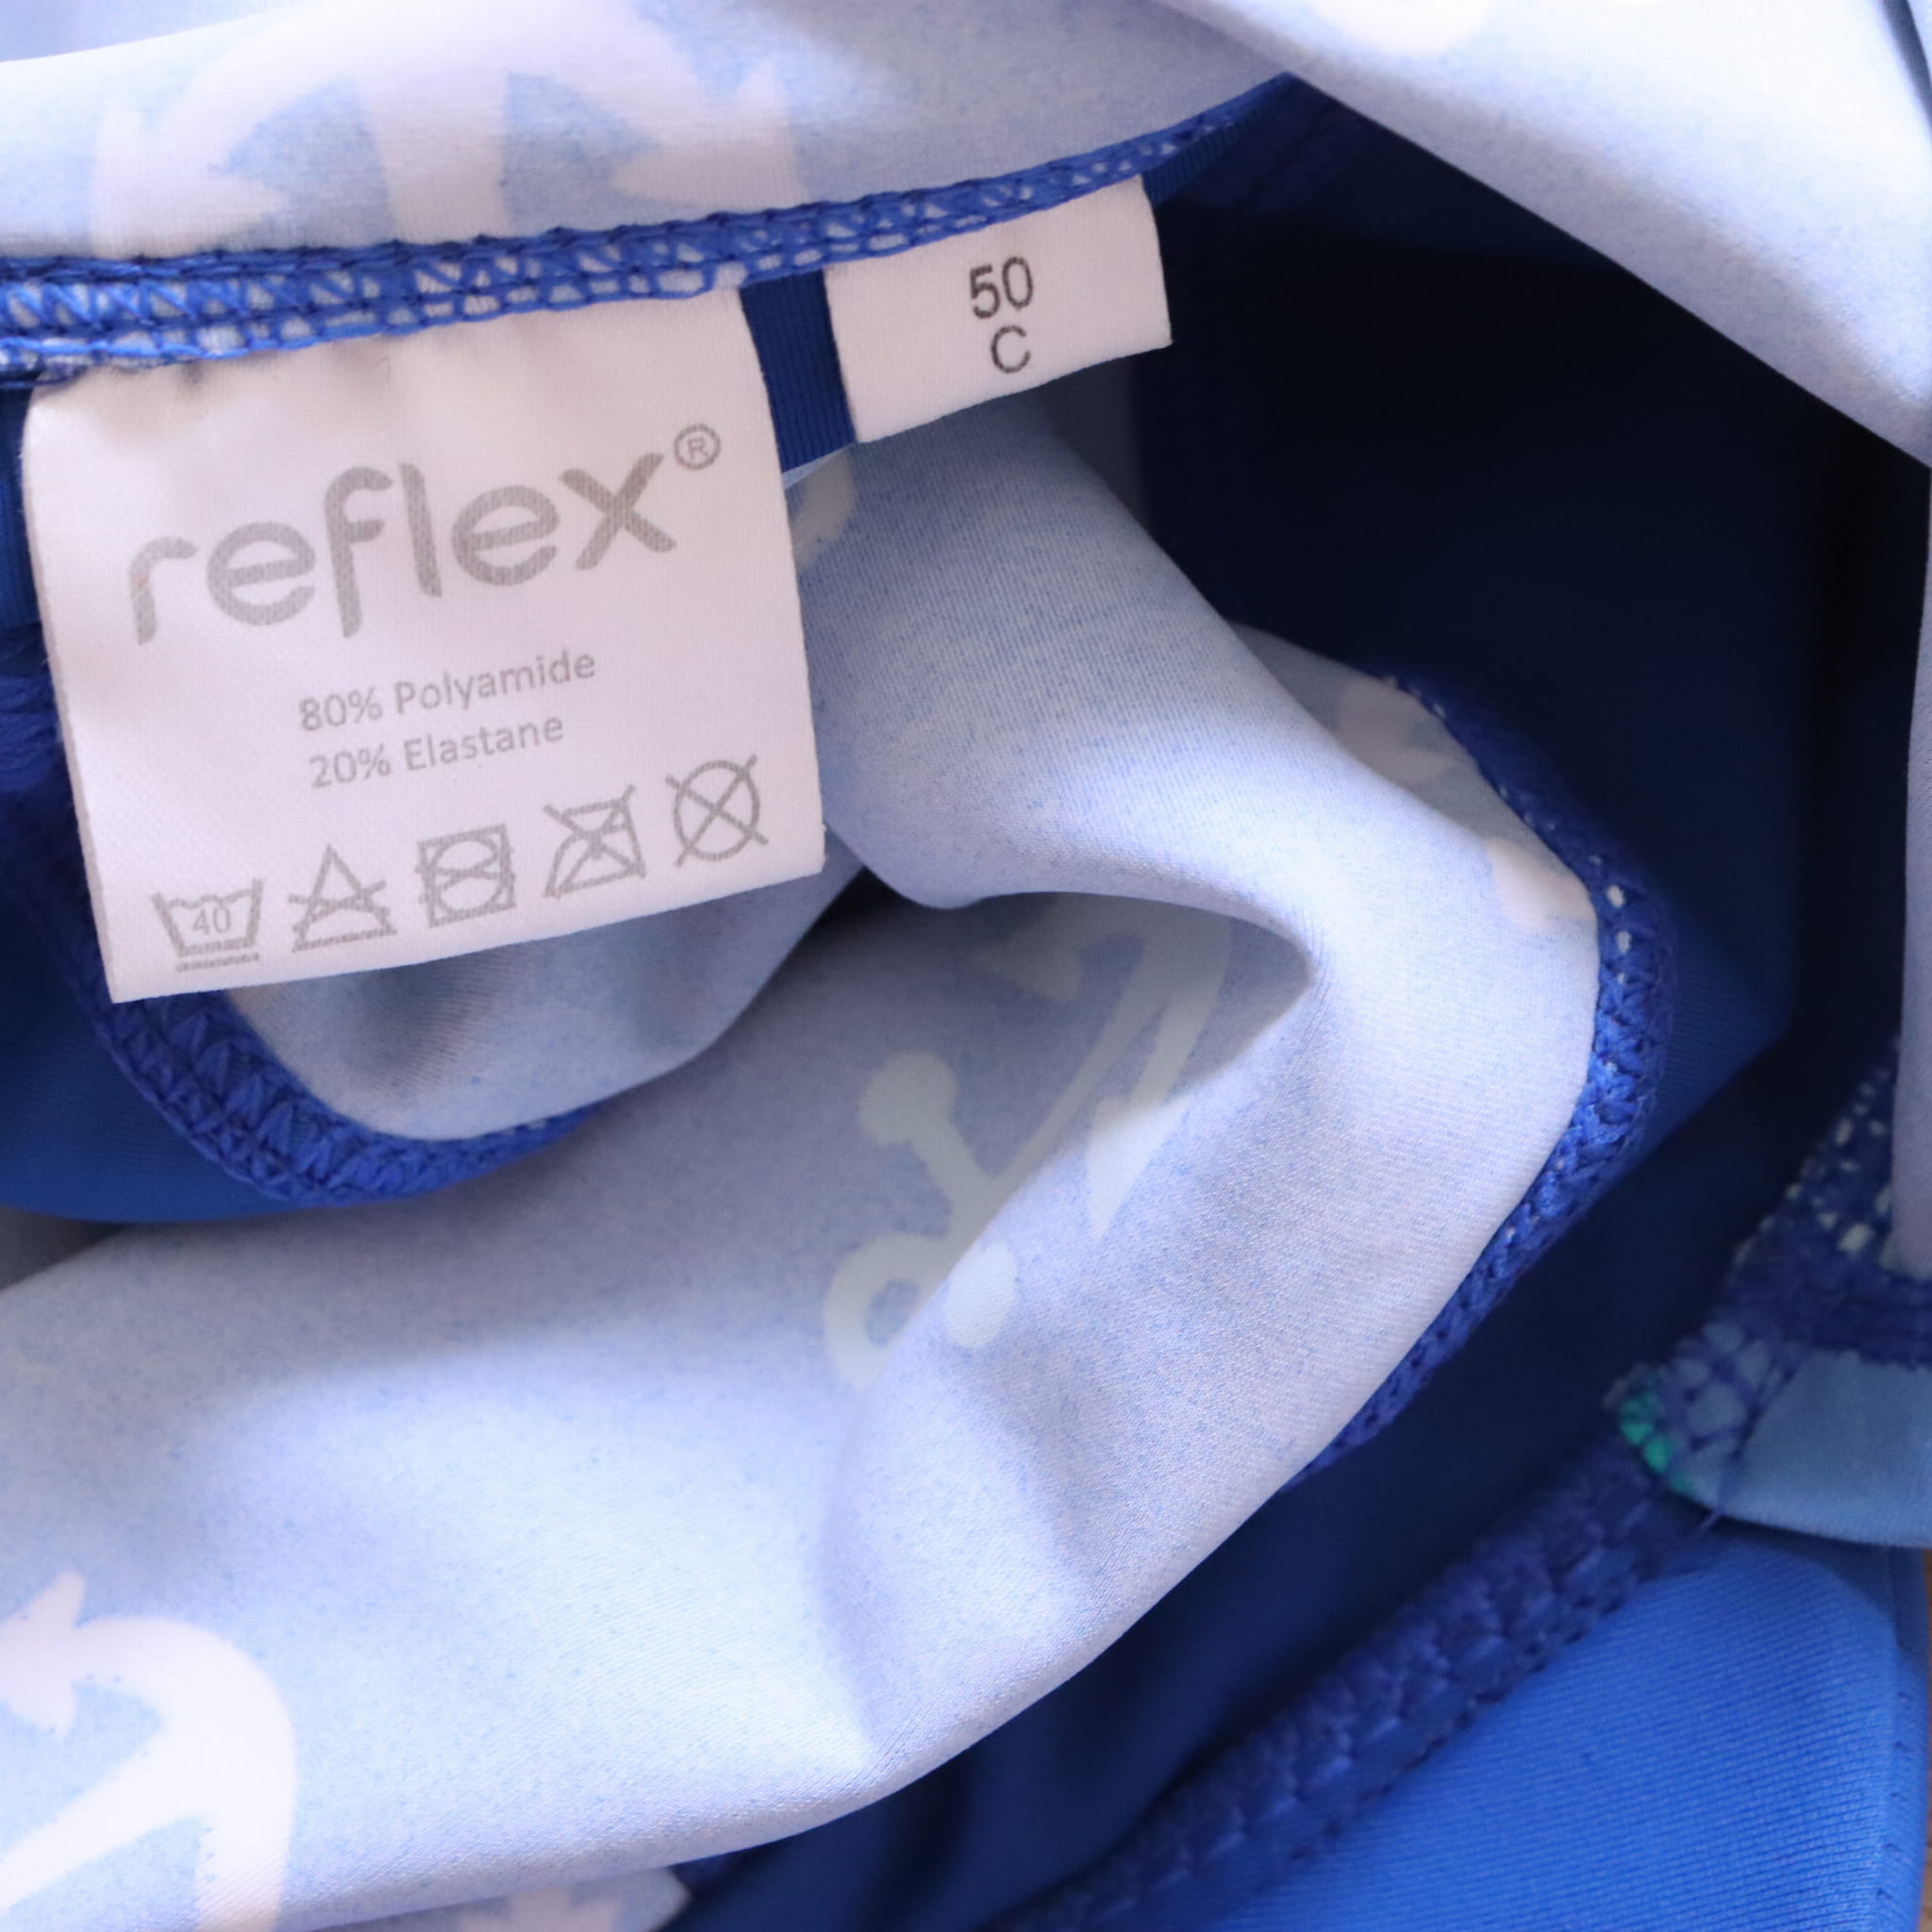 50
C
reflex®
80% Polyamide
20% Elastane
40